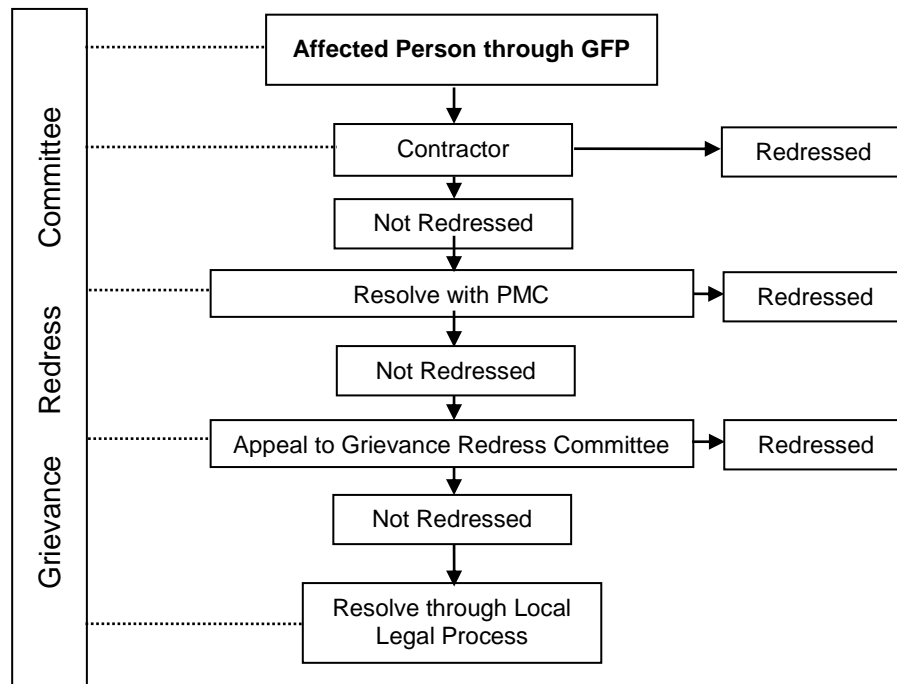 Grievance Redress Committee
Affected Person through GFP
Contractor
Redressed
Not Redressed
Resolve with PMC
Redressed
Not Redressed
Appeal to Grievance Redress Committee
Redressed
Not Redressed
Resolve through Local
Legal Process